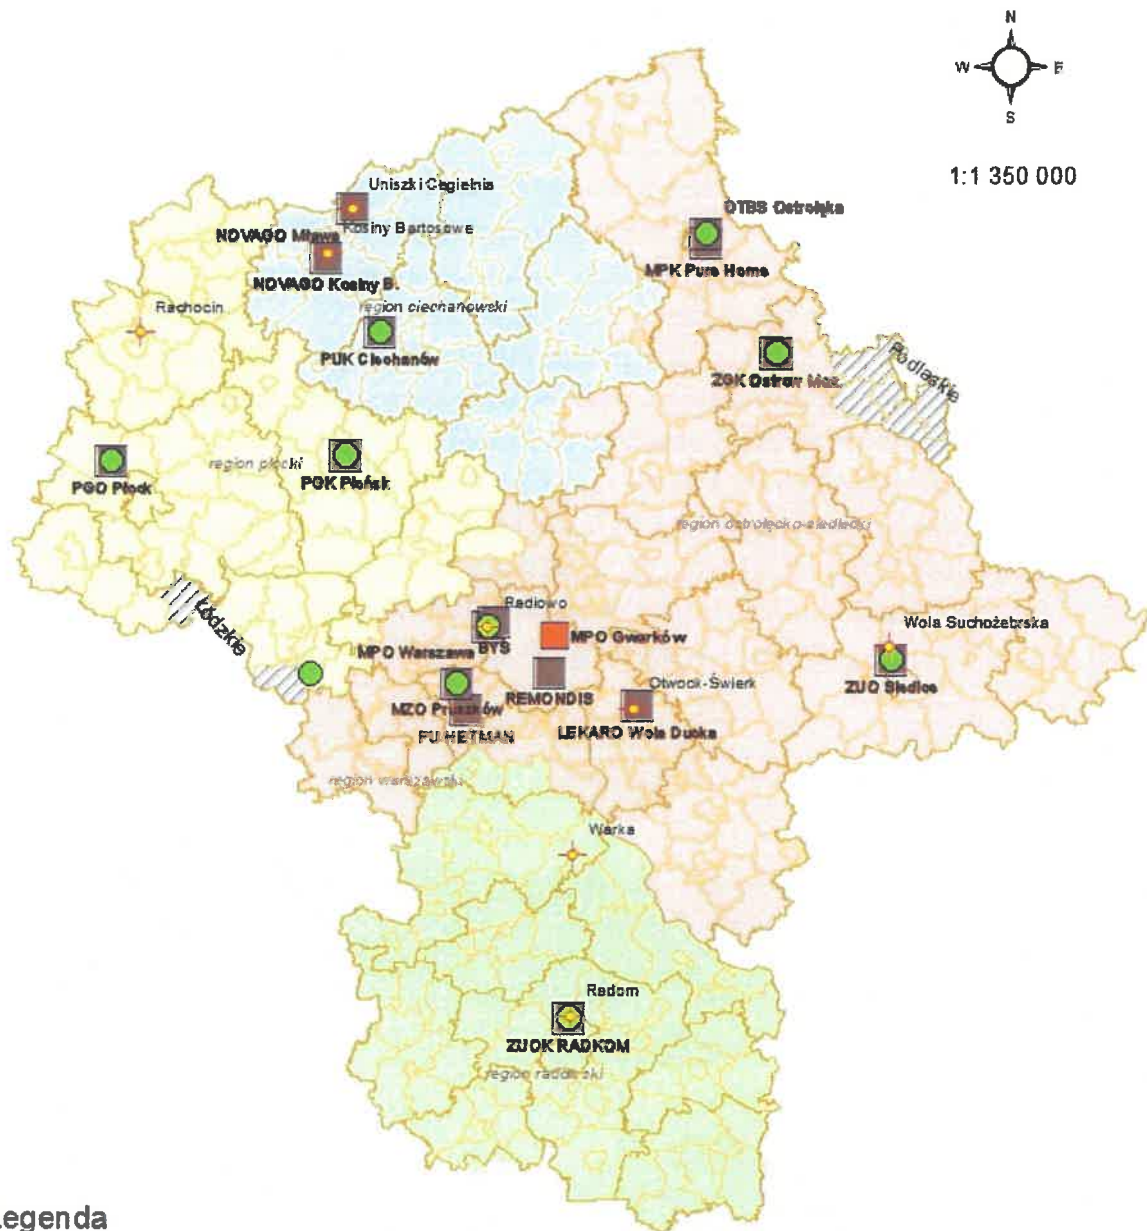 N
W E
S
1:1 350 000
Uniszki Cegielnia
OTBS Ostrołęka
NOVAGO Mława
Kosiny Bartosowe
MPK Pure Home
NOVAGO Kosiny B.
region ciechanowski
Rachocin
PUK Ciechanów
ZGK Ostrów Maz.
Podlaskie
region płocki
PGO Płock
PGK Płońsk
region ostrołęcko-siedlecki
Łódzkie
Radiowo
Wola Suchożebrska
MPO Gwarków
MPO Warszawa
BYŚ
Otwock-Świerk
ZUO Siedlce
REMONDIS
MZO Pruszków
FU HETMAN
LEKARO Wola Ducka
region warszawski
Warka
Radom
ZUOK RADKOM
region radomski
Legenda